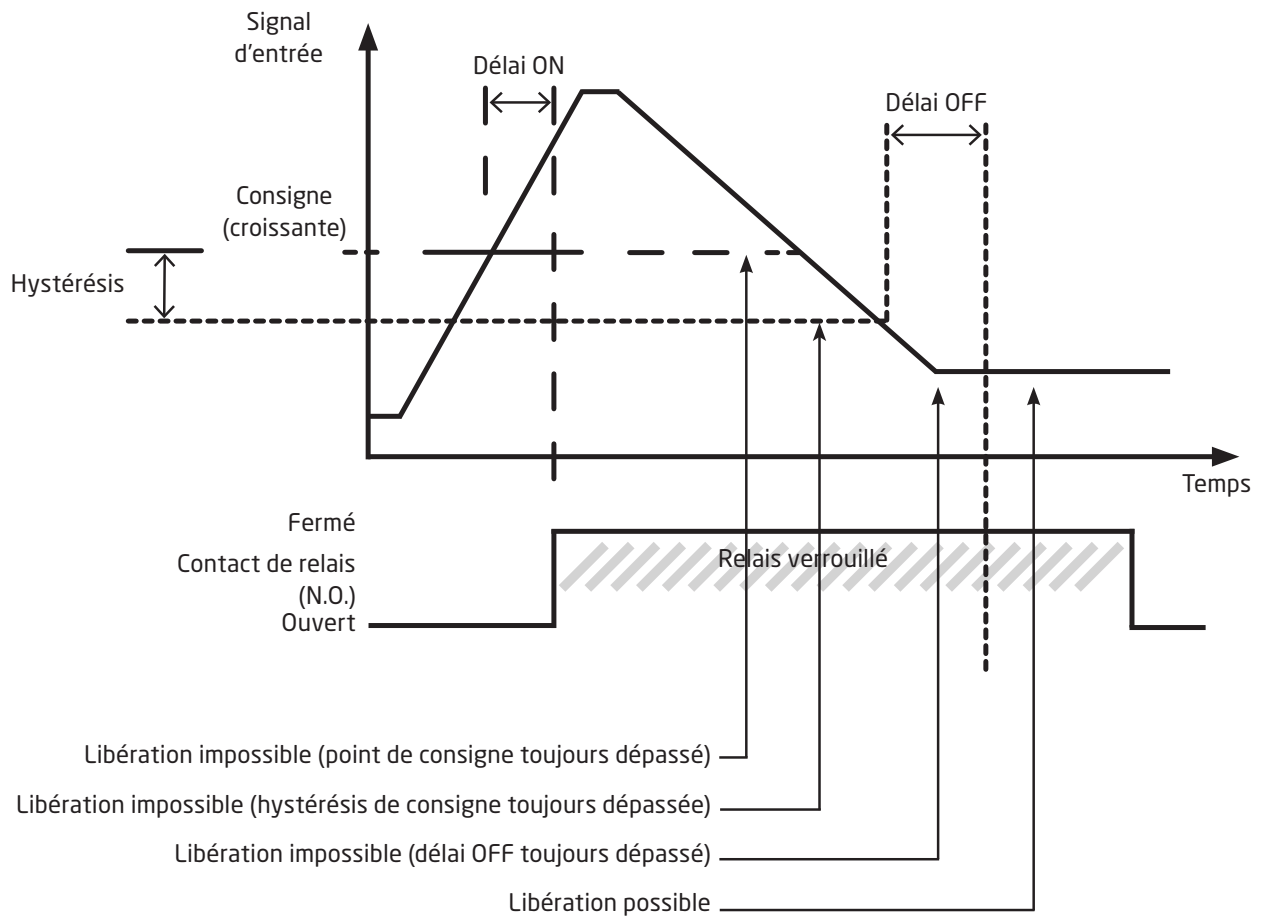 Signal
d'entrée
Délai ON
Délai OFF
Consigne
(croissante)
Hystérésis
Temps
Fermé
Contact de relais
(N.O.)
Ouvert
Relais verrouillé
Libération impossible (point de consigne toujours dépassé)
Libération impossible (hystérésis de consigne toujours dépassée)
Libération impossible (délai OFF toujours dépassé)
Libération possible